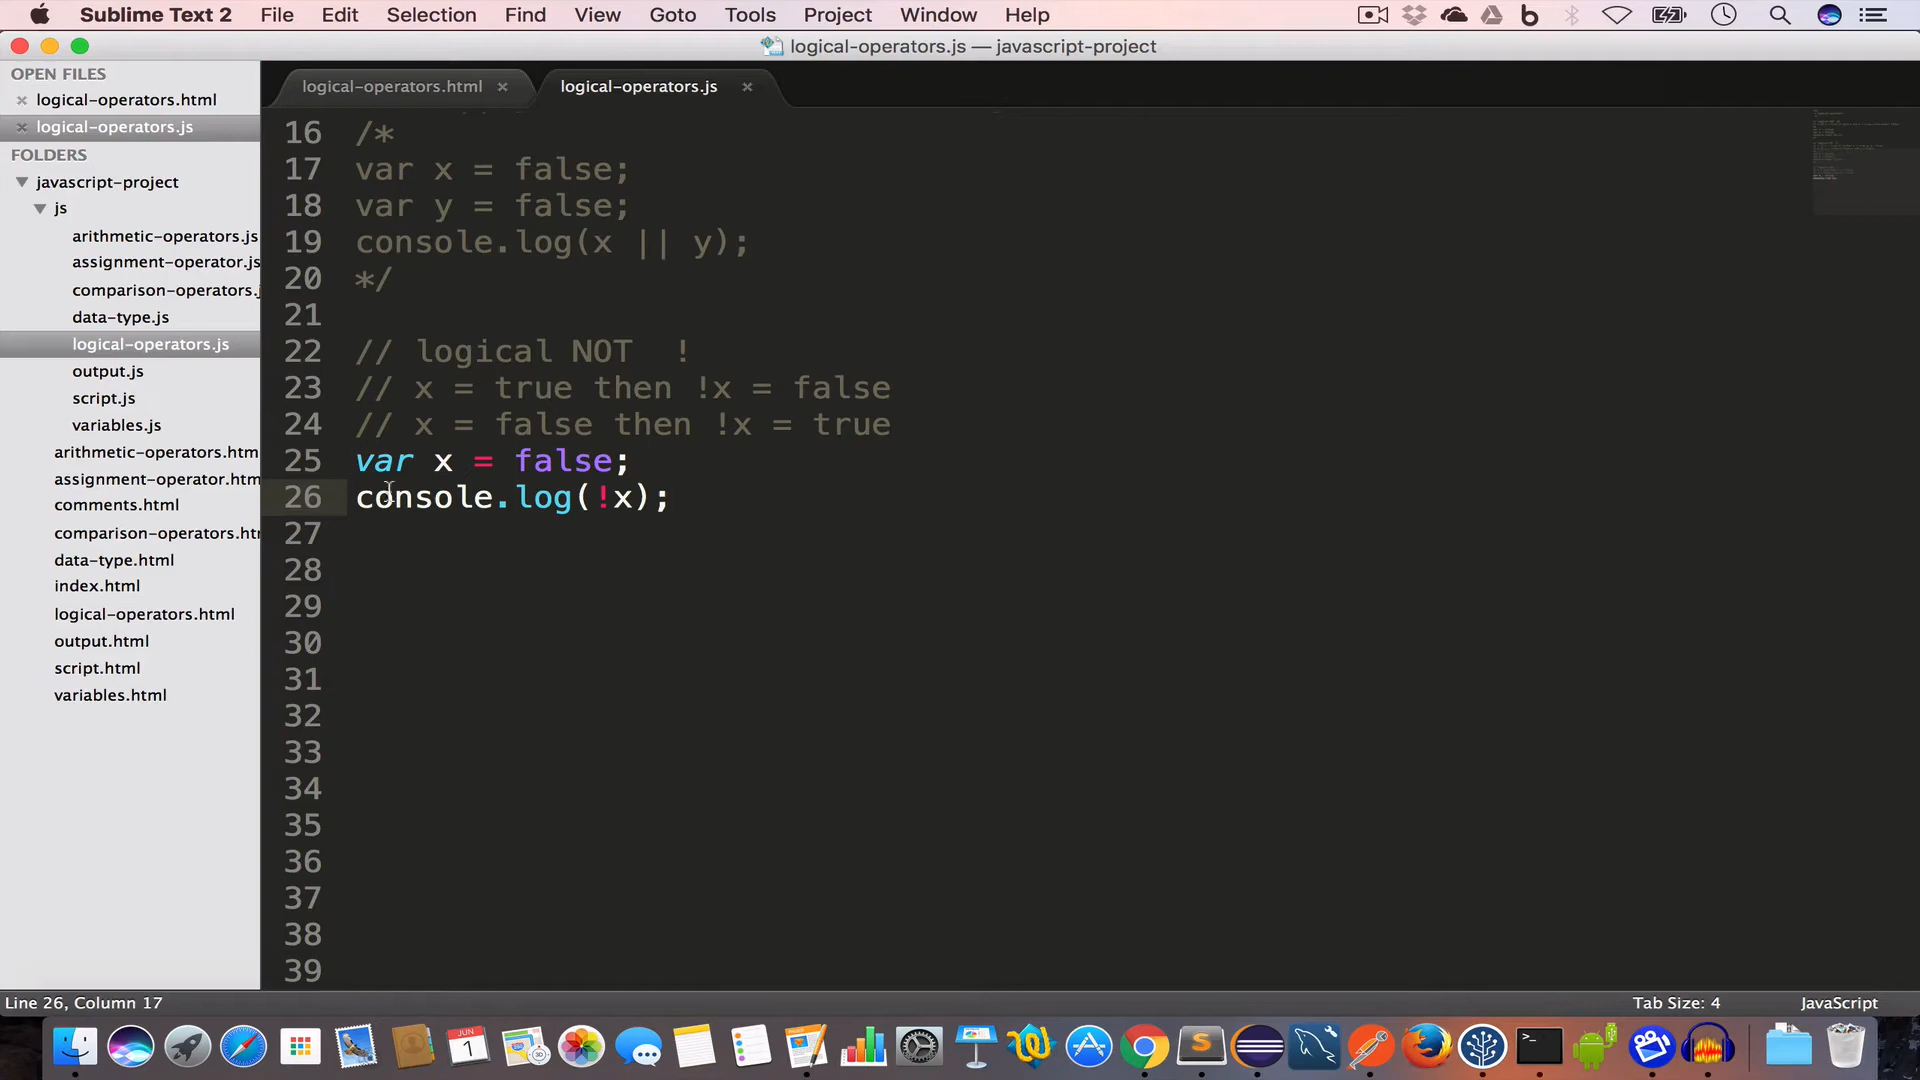 Sublime Text 2 File Edit Selection Find View Goto Tools Project Window Help
logical-operators.js — javascript-project
OPEN FILES
logical-operators.html
logical-operators.js
FOLDERS
javascript-project
js
arithmetic-operators.js
assignment-operator.js
comparison-operators.j
data-type.js
logical-operators.js
output.js
script.js
variables.js
arithmetic-operators.htm
assignment-operator.htm
comments.html
comparison-operators.htr
data-type.html
index.html
logical-operators.html
output.html
script.html
variables.html
logical-operators.html × logical-operators.js ×
16 /*
17 var x = false;
18 var y = false;
19 console.log(x || y);
20 */
21
22 // logical NOT  !
23 // x = true then !x = false
24 // x = false then !x = true
25 var x = false;
26 console.log(!x);
27
28
29
30
31
32
33
34
35
36
37
38
39
Line 26, Column 17 Tab Size: 4 JavaScript
JUN
1